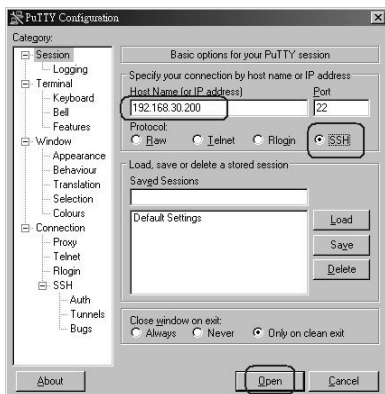 PuTTY Configuration
Category:
Session
Logging
Terminal
Keyboard
Bell
Features
Window
Appearance
Behaviour
Translation
Selection
Colours
Connection
Proxy
Telnet
Rlogin
SSH
Auth
Tunnels
Bugs
Basic options for your PuTTY session
Specify your connection by host name or IP address
Host Name (or IP address)
Port
192.168.30.200
22
Protocol:
Raw Telnet Rlogin SSH
Load, save or delete a stored session
Saved Sessions
Default Settings
Load
Save
Delete
Close window on exit:
Always Never Only on clean exit
About Open Cancel